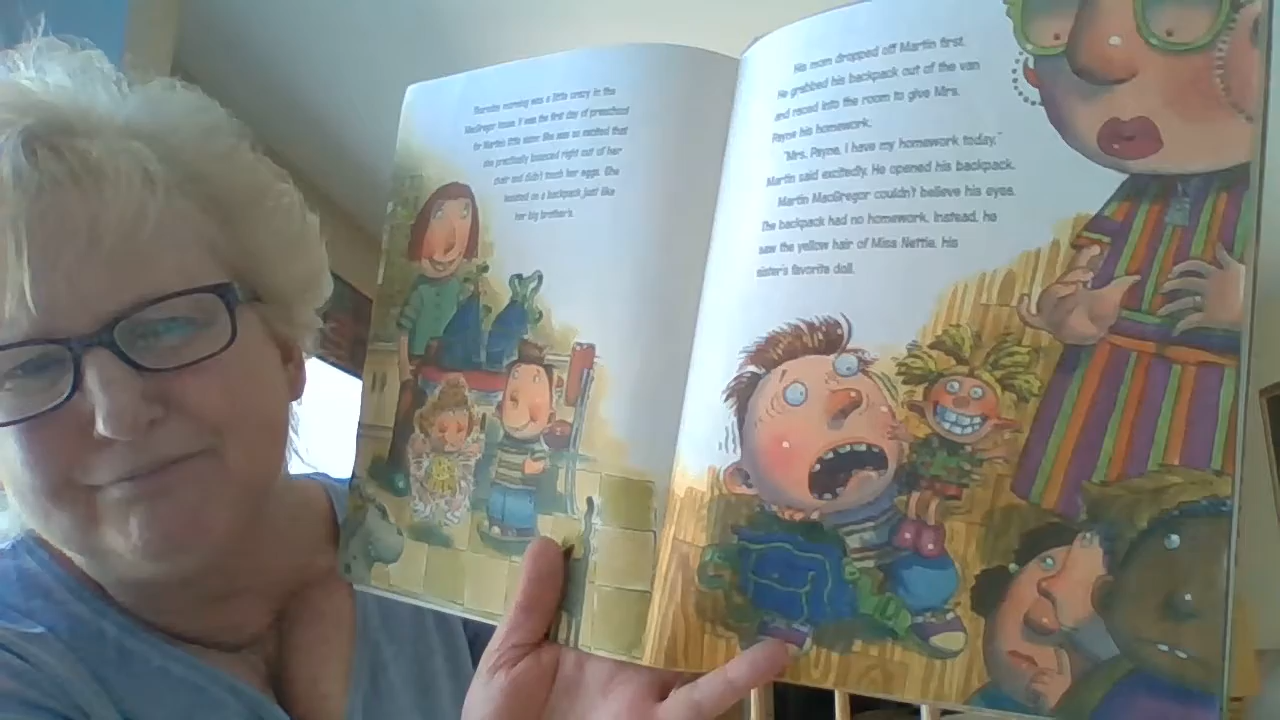 Thursday morning was a little crazy in the
MacGregor house. It was the first day of preschool
for Martin's little sister. She was so excited that
she practically bounced right out of her
chair and didn't touch her eggs. She
insisted on a backpack just like
her big brother's.
His mom dropped off Martin first.
He grabbed his backpack out of the van
and raced into the room to give Mrs.
Payne his homework.
"Mrs. Payne, I have my homework today,"
Martin said excitedly. He opened his backpack.
Martin MacGregor couldn't believe his eyes.
The backpack had no homework. Instead, he
saw the yellow hair of Miss Nettie, his
sister's favorite doll.